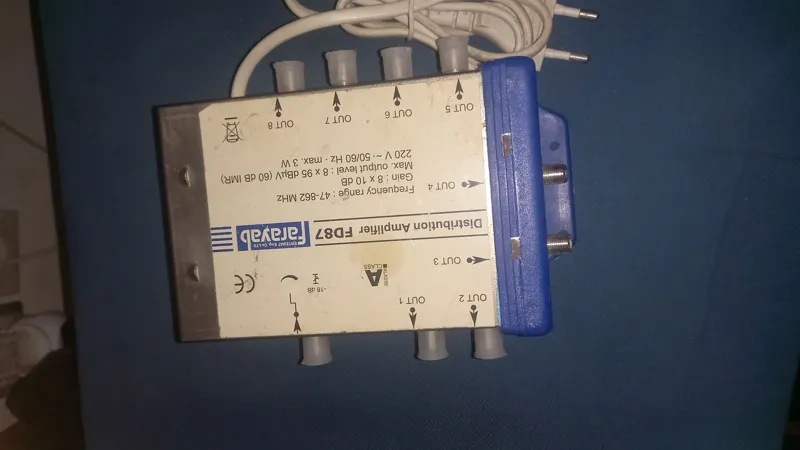 OUT 2
OUT 1
-18 dB
A
CLASS
CE
OUT 3
Distribution Amplifier FD87
farayab
Frequency range : 47-862 MHz
Gain : 8 x 10 dB
Max. output level : 8 x 95 dBµV (60 dB IMR)
220 V ~ · 50/60 Hz · max. 3 W
OUT 4
OUT 5
OUT 6
OUT 7
OUT 8